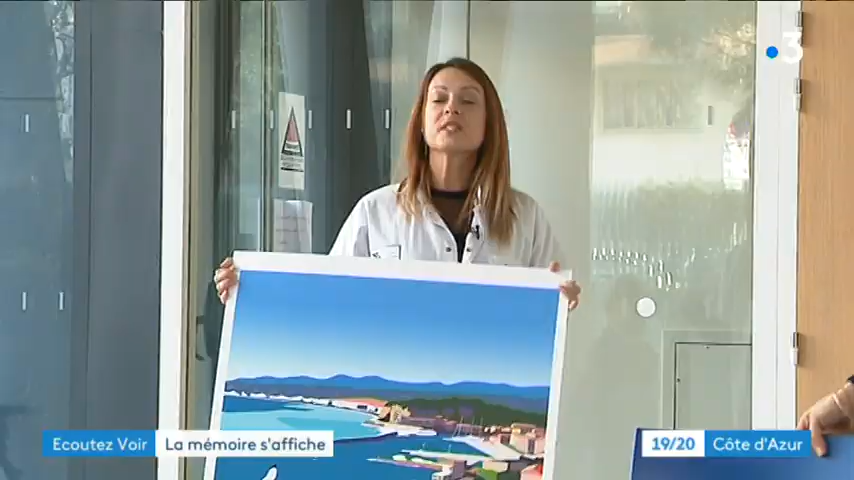 3
Ecoutez Voir
La mémoire s'affiche
19/20
Côte d'Azur